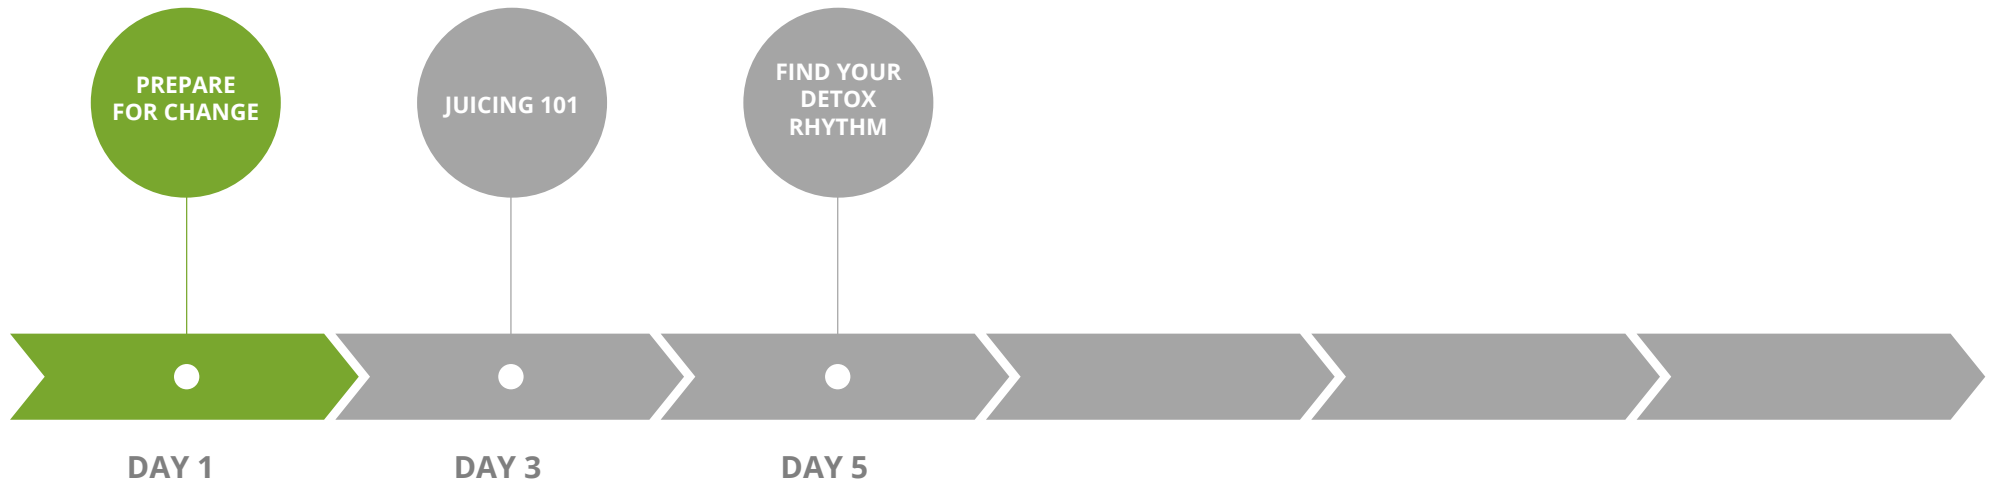 PREPARE
FOR CHANGE
JUICING 101
FIND YOUR
DETOX
RHYTHM
DAY 1
DAY 3
DAY 5